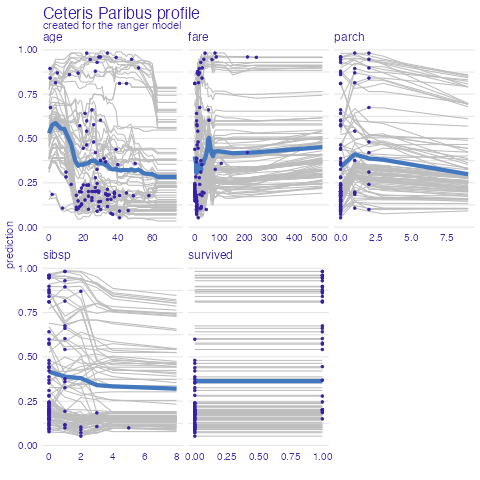 Ceteris Paribus profile
created for the ranger model
age fare parch
1.00
0.75
0.50
0.25
0.00
0 20 40 60 0 100 200 300 400 500 0.0 2.5 5.0 7.5
prediction
sibsp survived
1.00
0.75
0.50
0.25
0.00
0 2 4 6 8 0.00 0.25 0.50 0.75 1.00